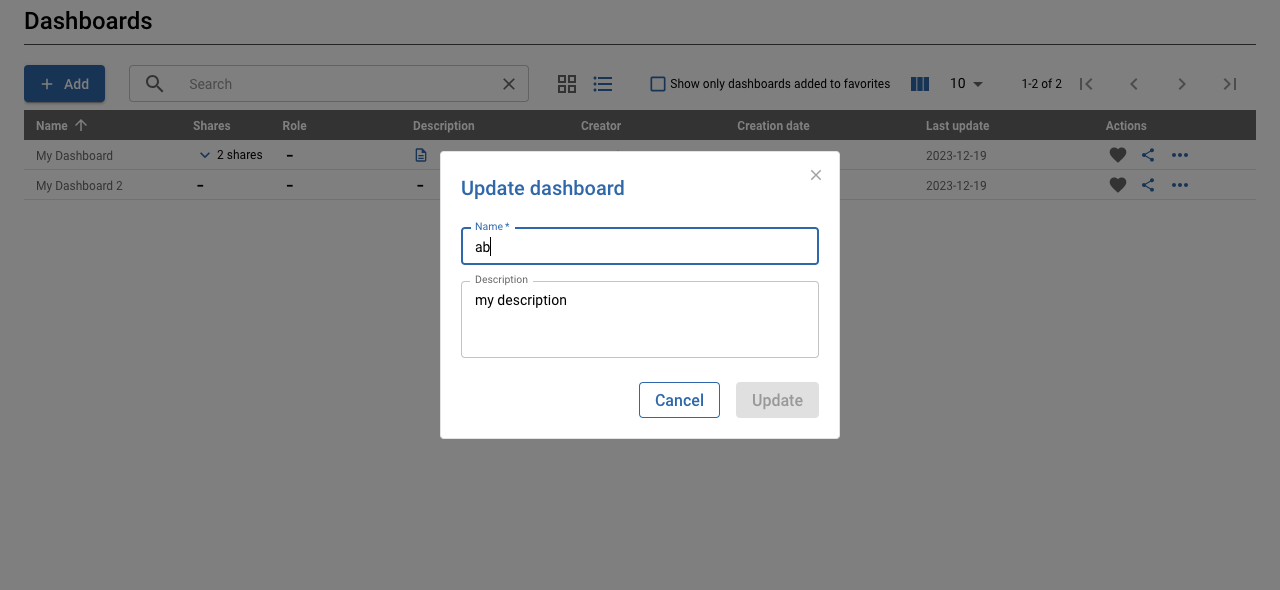 Dashboards
Add
Search
Show only dashboards added to favorites
10
1-2 of 2
Name Shares Role Description Creator Creation date Last update Actions
My Dashboard 2 shares – 2023-12-19
My Dashboard 2 – – – 2023-12-19
Update dashboard
Name *
ab
Description
my description
Cancel
Update